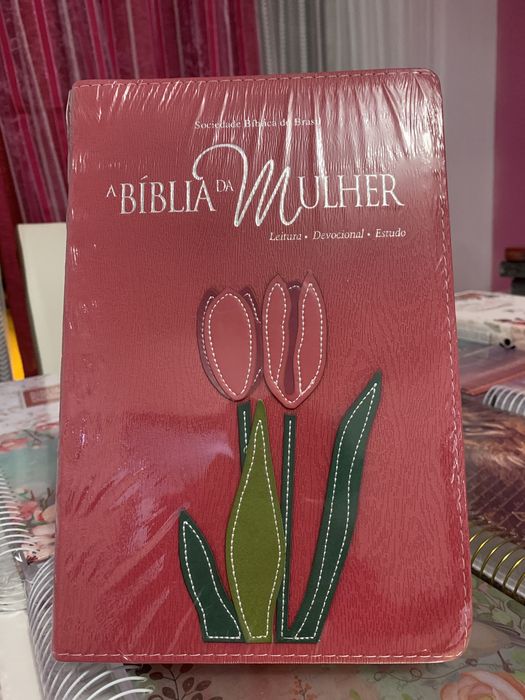 Sociedade Bíblica do Brasil
A BÍBLIA DA MULHER
Leitura • Devocional • Estudo